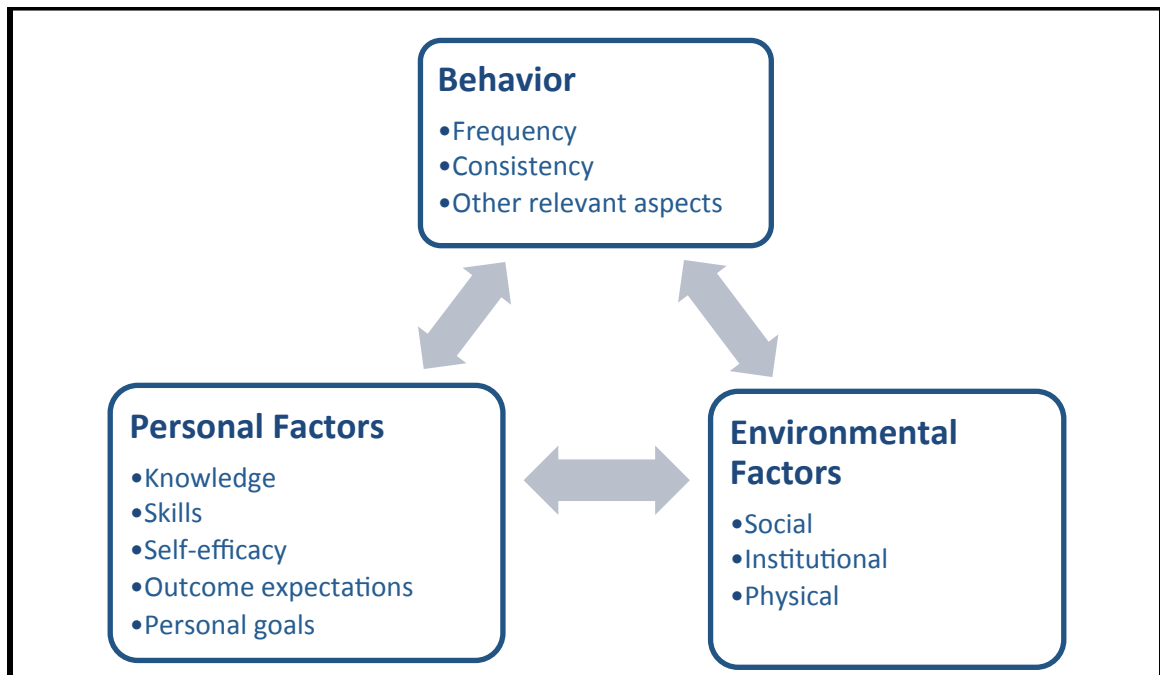 Behavior
•Frequency
•Consistency
•Other relevant aspects
Personal Factors
•Knowledge
•Skills
•Self-efficacy
•Outcome expectations
•Personal goals
Environmental
Factors
•Social
•Institutional
•Physical